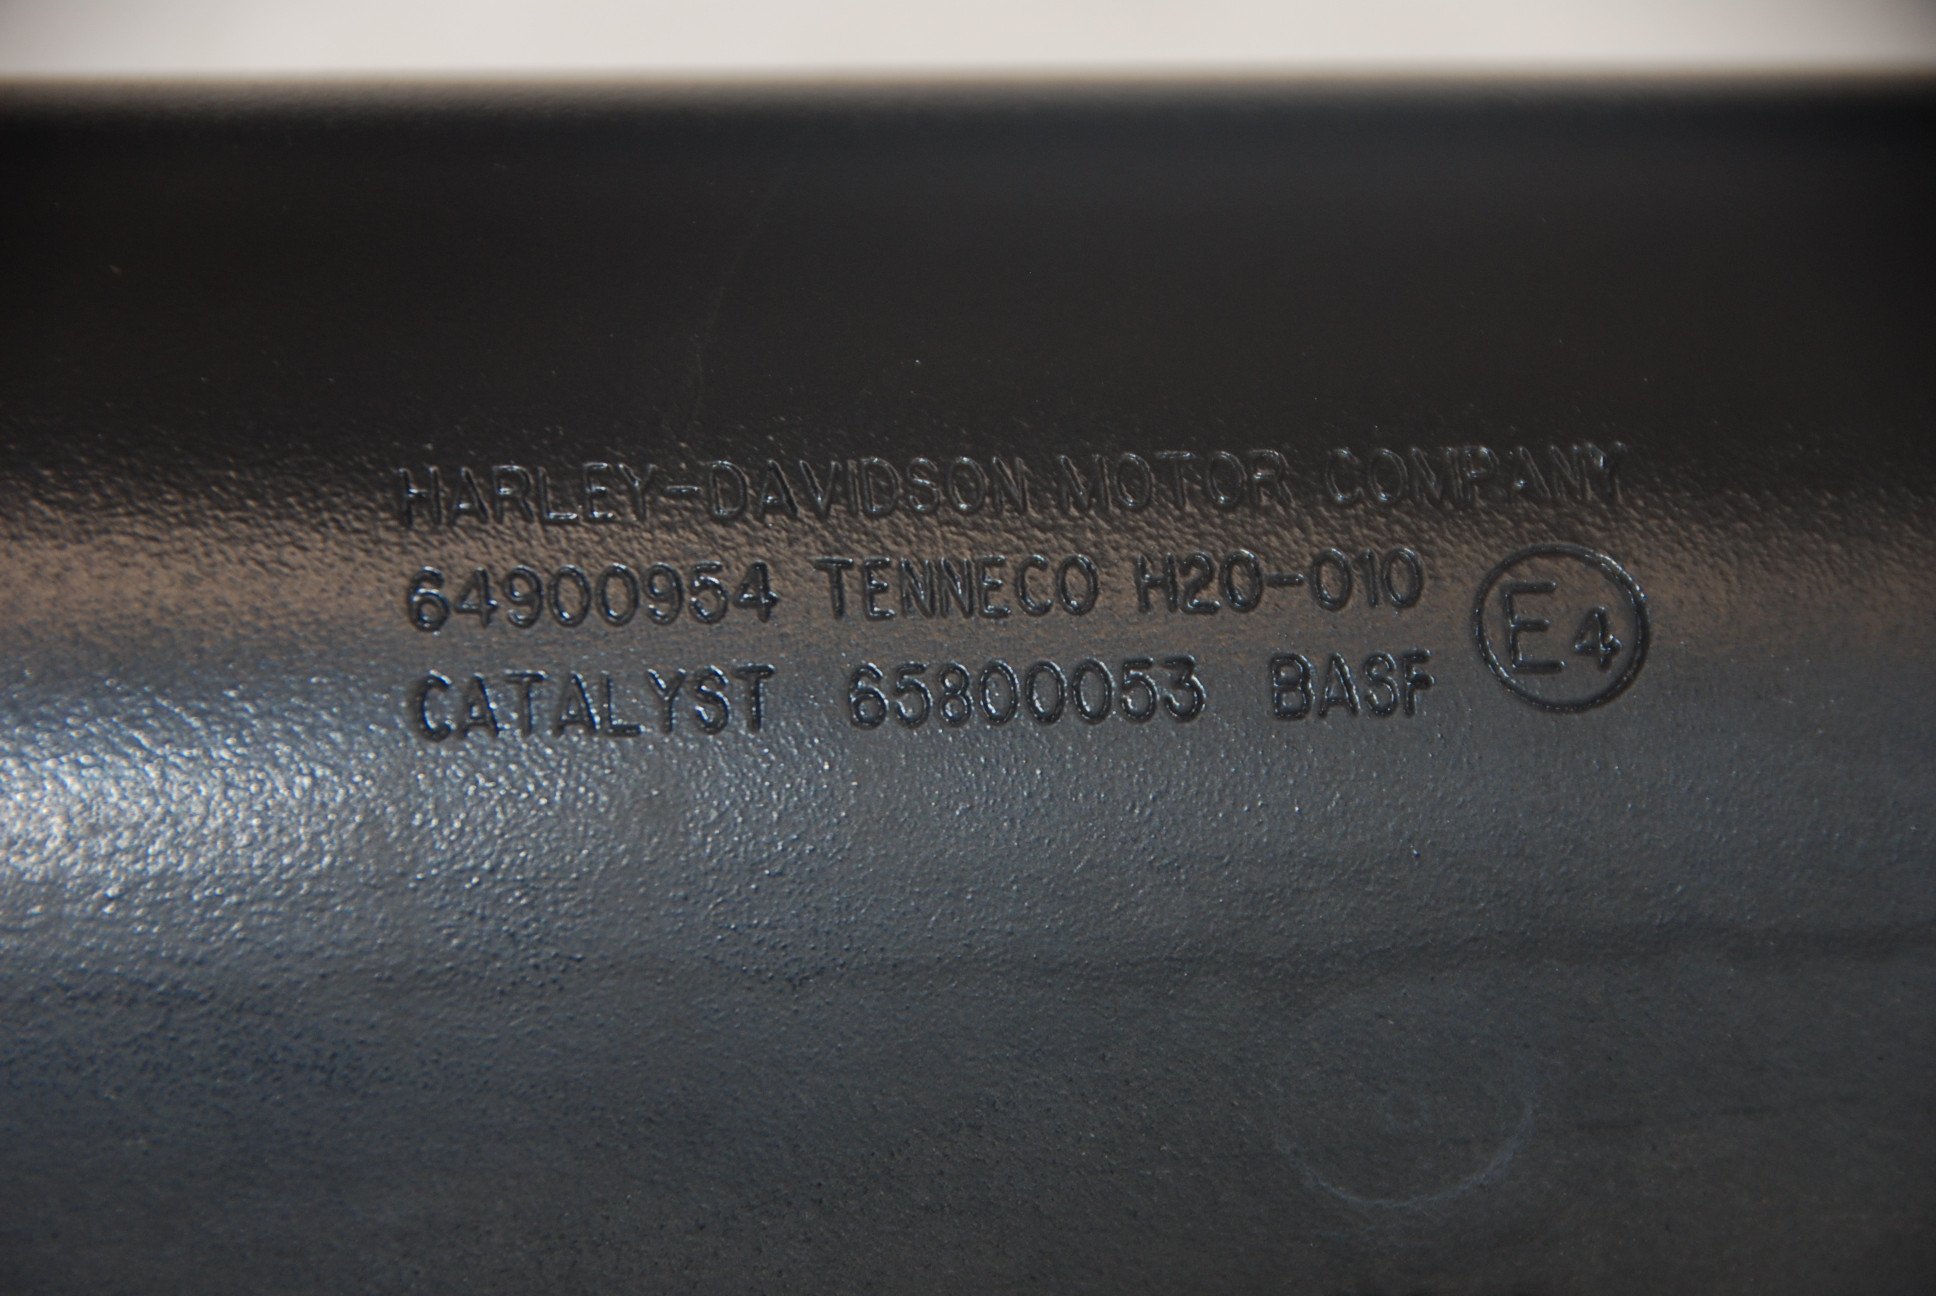 HARLEY-DAVIDSON MOTOR COMPANY
64900954 TENNECO H20-010
CATALYST 65800053 BASF
E4